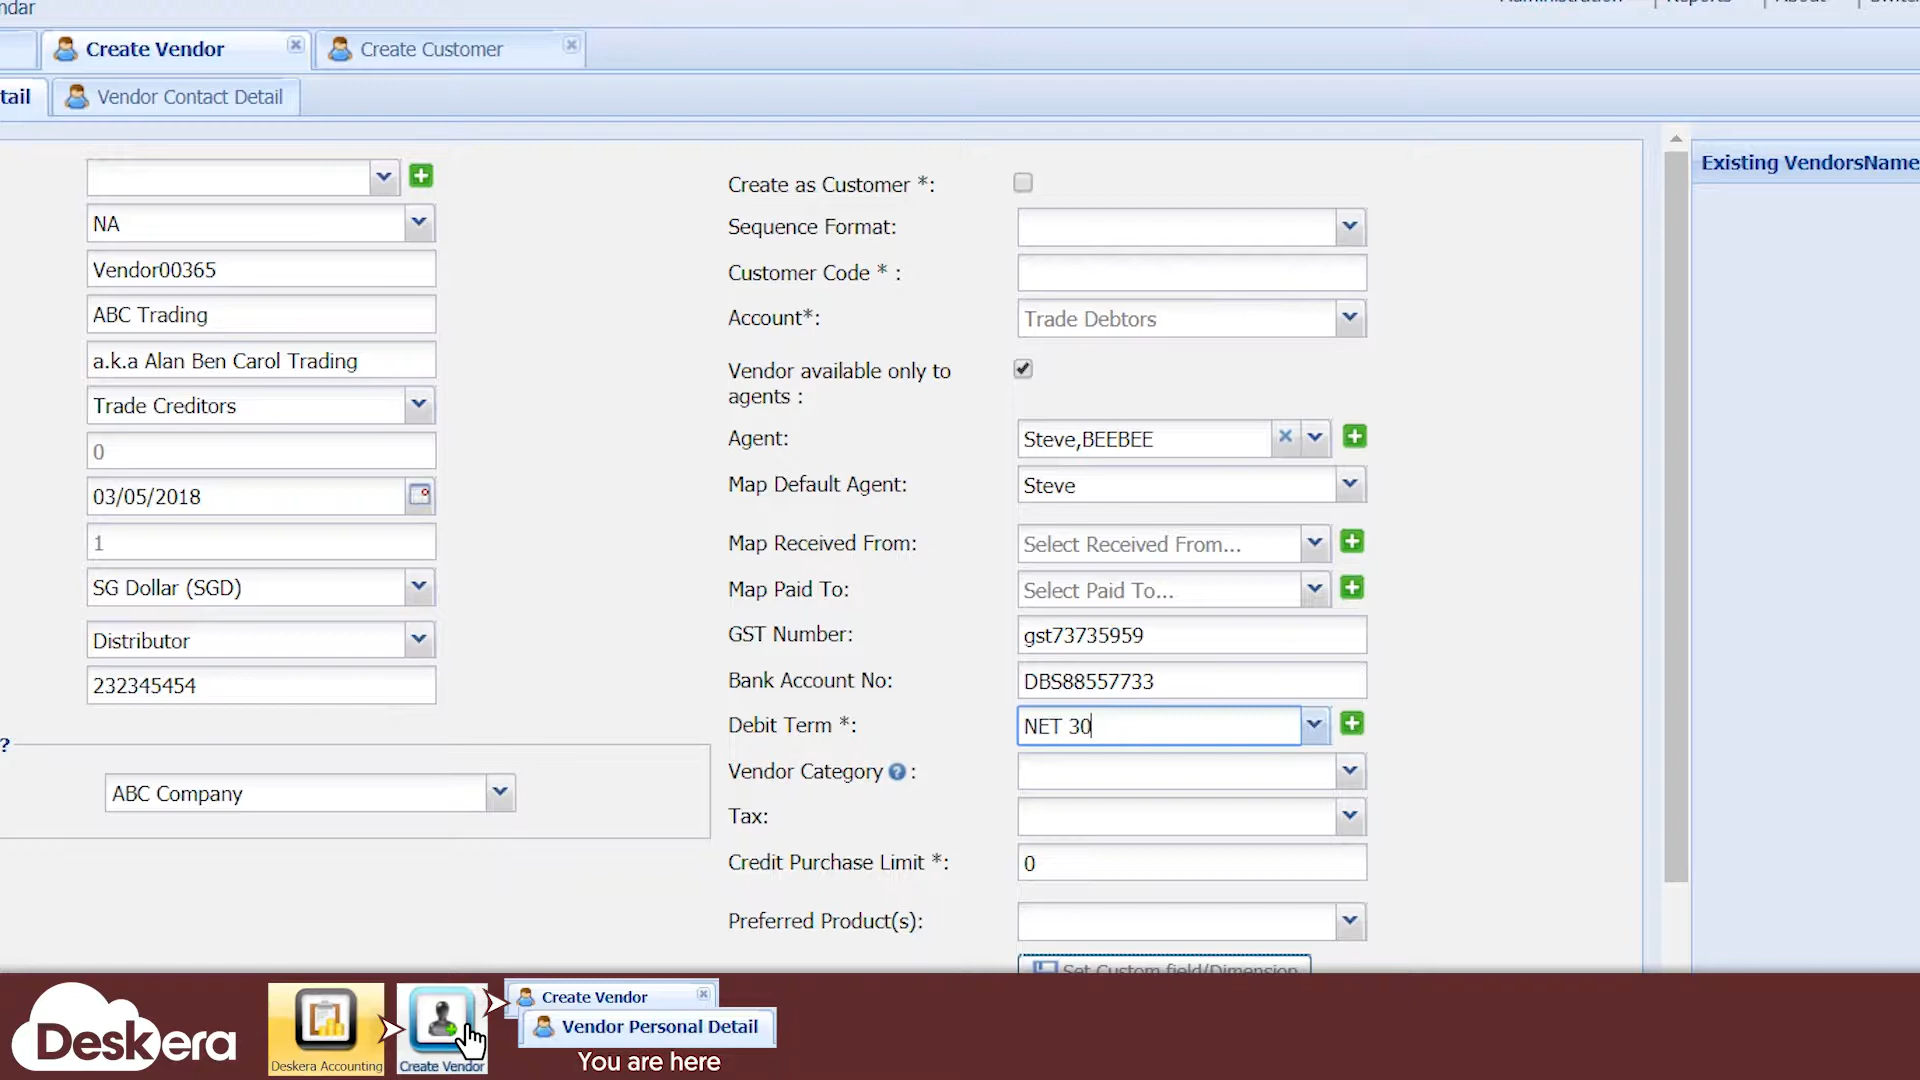 ndar
Create Vendor
Create Customer
tail
Vendor Contact Detail
Existing VendorsName
NA
Vendor00365
ABC Trading
a.k.a Alan Ben Carol Trading
Trade Creditors
0
03/05/2018
1
SG Dollar (SGD)
Distributor
232345454
?
ABC Company
Create as Customer *:
Sequence Format:
Customer Code * :
Account*:
Trade Debtors
Vendor available only to
agents :
Agent:
Steve,BEEBEE
Map Default Agent:
Steve
Map Received From:
Select Received From...
Map Paid To:
Select Paid To...
GST Number:
gst73735959
Bank Account No:
DBS88557733
Debit Term *:
NET 30
Vendor Category ? :
Tax:
Credit Purchase Limit *:
0
Preferred Product(s):
Set Custom field/Dimension
Deskera
Deskera Accounting
Create Vendor
Create Vendor
Vendor Personal Detail
You are here